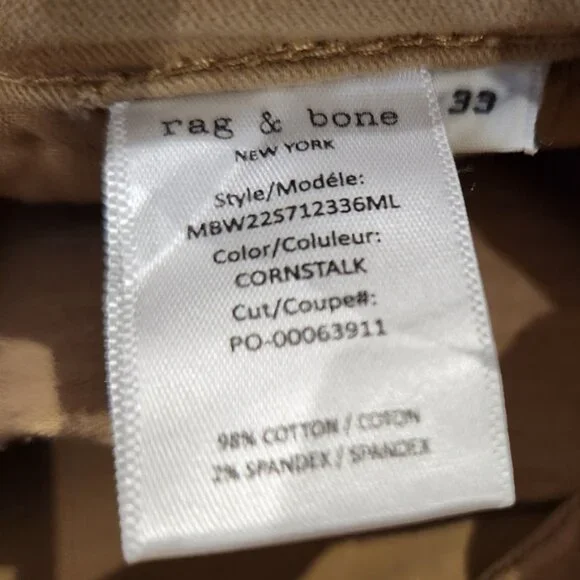 rag & bone
NEW YORK
33
Style/Modéle:
MBW22S712336ML
Color/Coluleur:
CORNSTALK
Cut/Coupe#:
PO-00063911
98% COTTON / COTON
2% SPANDEX / SPANDEX